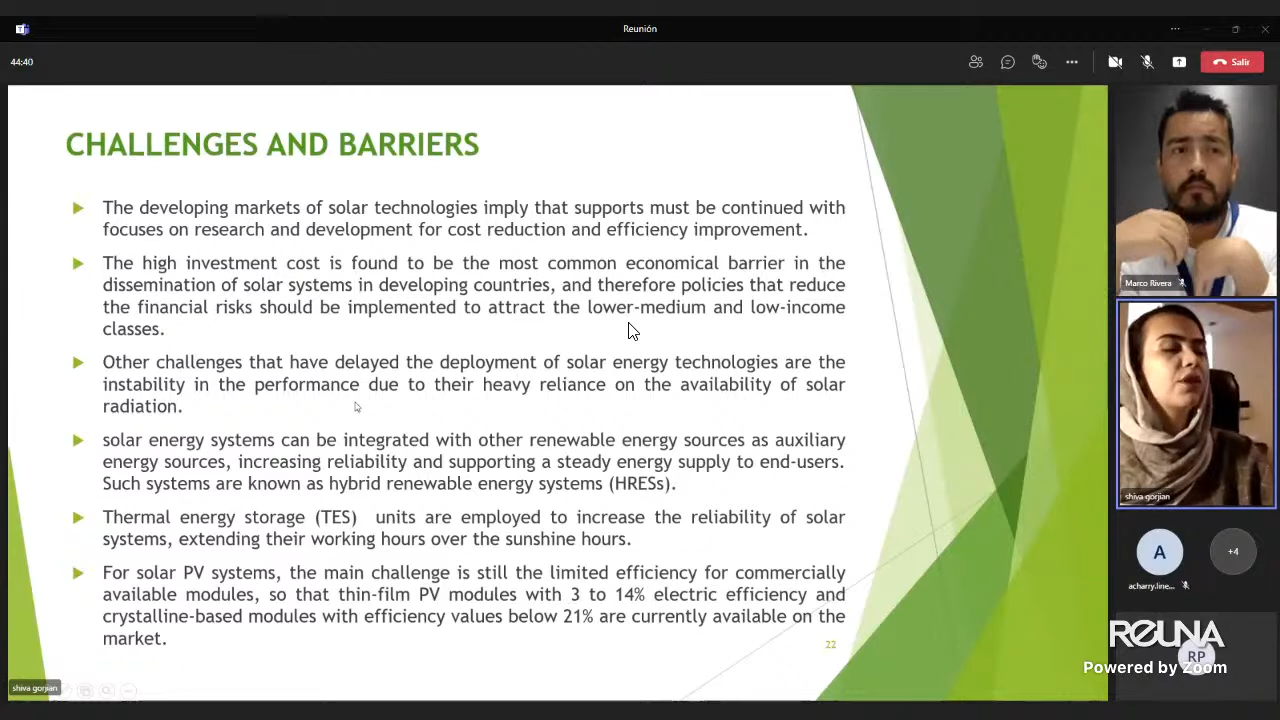 Reunión
44:40
Salir
CHALLENGES AND BARRIERS
The developing markets of solar technologies imply that supports must be continued with
focuses on research and development for cost reduction and efficiency improvement.
The high investment cost is found to be the most common economical barrier in the
dissemination of solar systems in developing countries, and therefore policies that reduce
the financial risks should be implemented to attract the lower-medium and low-income
classes.
Other challenges that have delayed the deployment of solar energy technologies are the
instability in the performance due to their heavy reliance on the availability of solar
radiation.
solar energy systems can be integrated with other renewable energy sources as auxiliary
energy sources, increasing reliability and supporting a steady energy supply to end-users.
Such systems are known as hybrid renewable energy systems (HRESs).
Thermal energy storage (TES) units are employed to increase the reliability of solar
systems, extending their working hours over the sunshine hours.
For solar PV systems, the main challenge is still the limited efficiency for commercially
available modules, so that thin-film PV modules with 3 to 14% electric efficiency and
crystalline-based modules with efficiency values below 21% are currently available on the
market.
22
shiva gorjian
Marco Rivera
shiva gorjian
A
+4
acharry.line...
REUNA
RP
Powered by Zoom